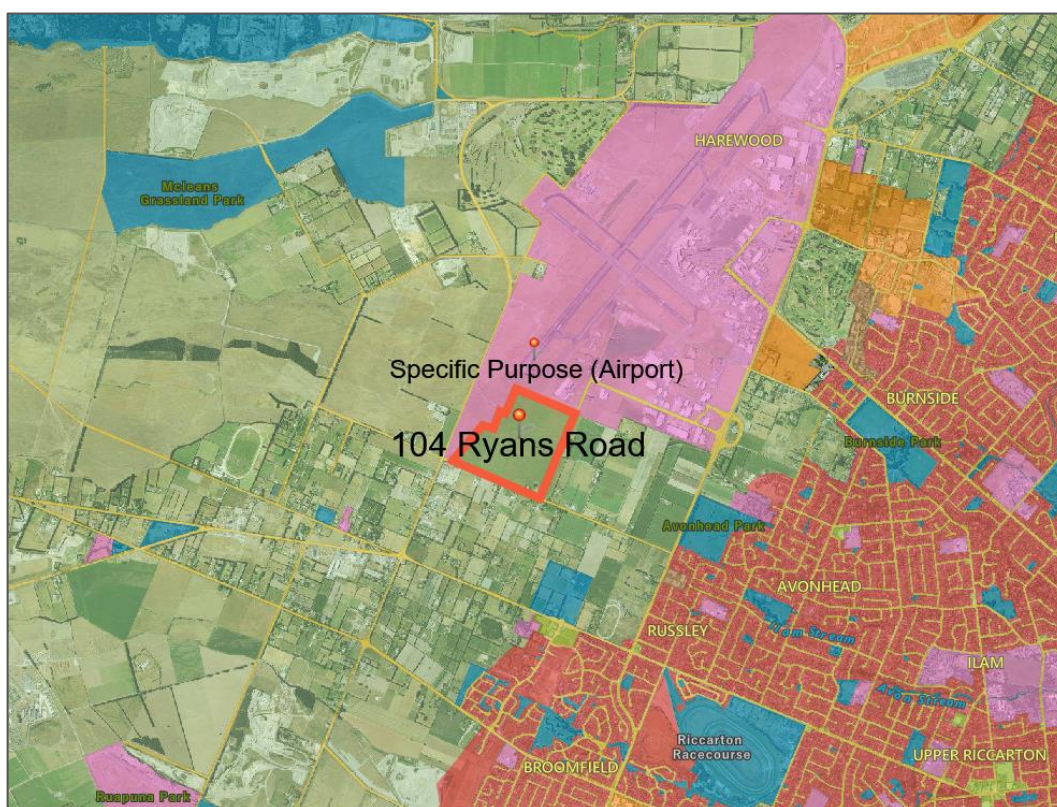 HAREWOOD
Mcleans
Grassland Park
Specific Purpose (Airport)
104 Ryans Road
BURNSIDE
Burnside Park
Avonhead Park
AVONHEAD
RUSSLEY
Ilam Stream
ILAM
Avon Stream
Riccarton
Racecourse
UPPER RICCARTON
BROOMFIELD
Ruapuna Park